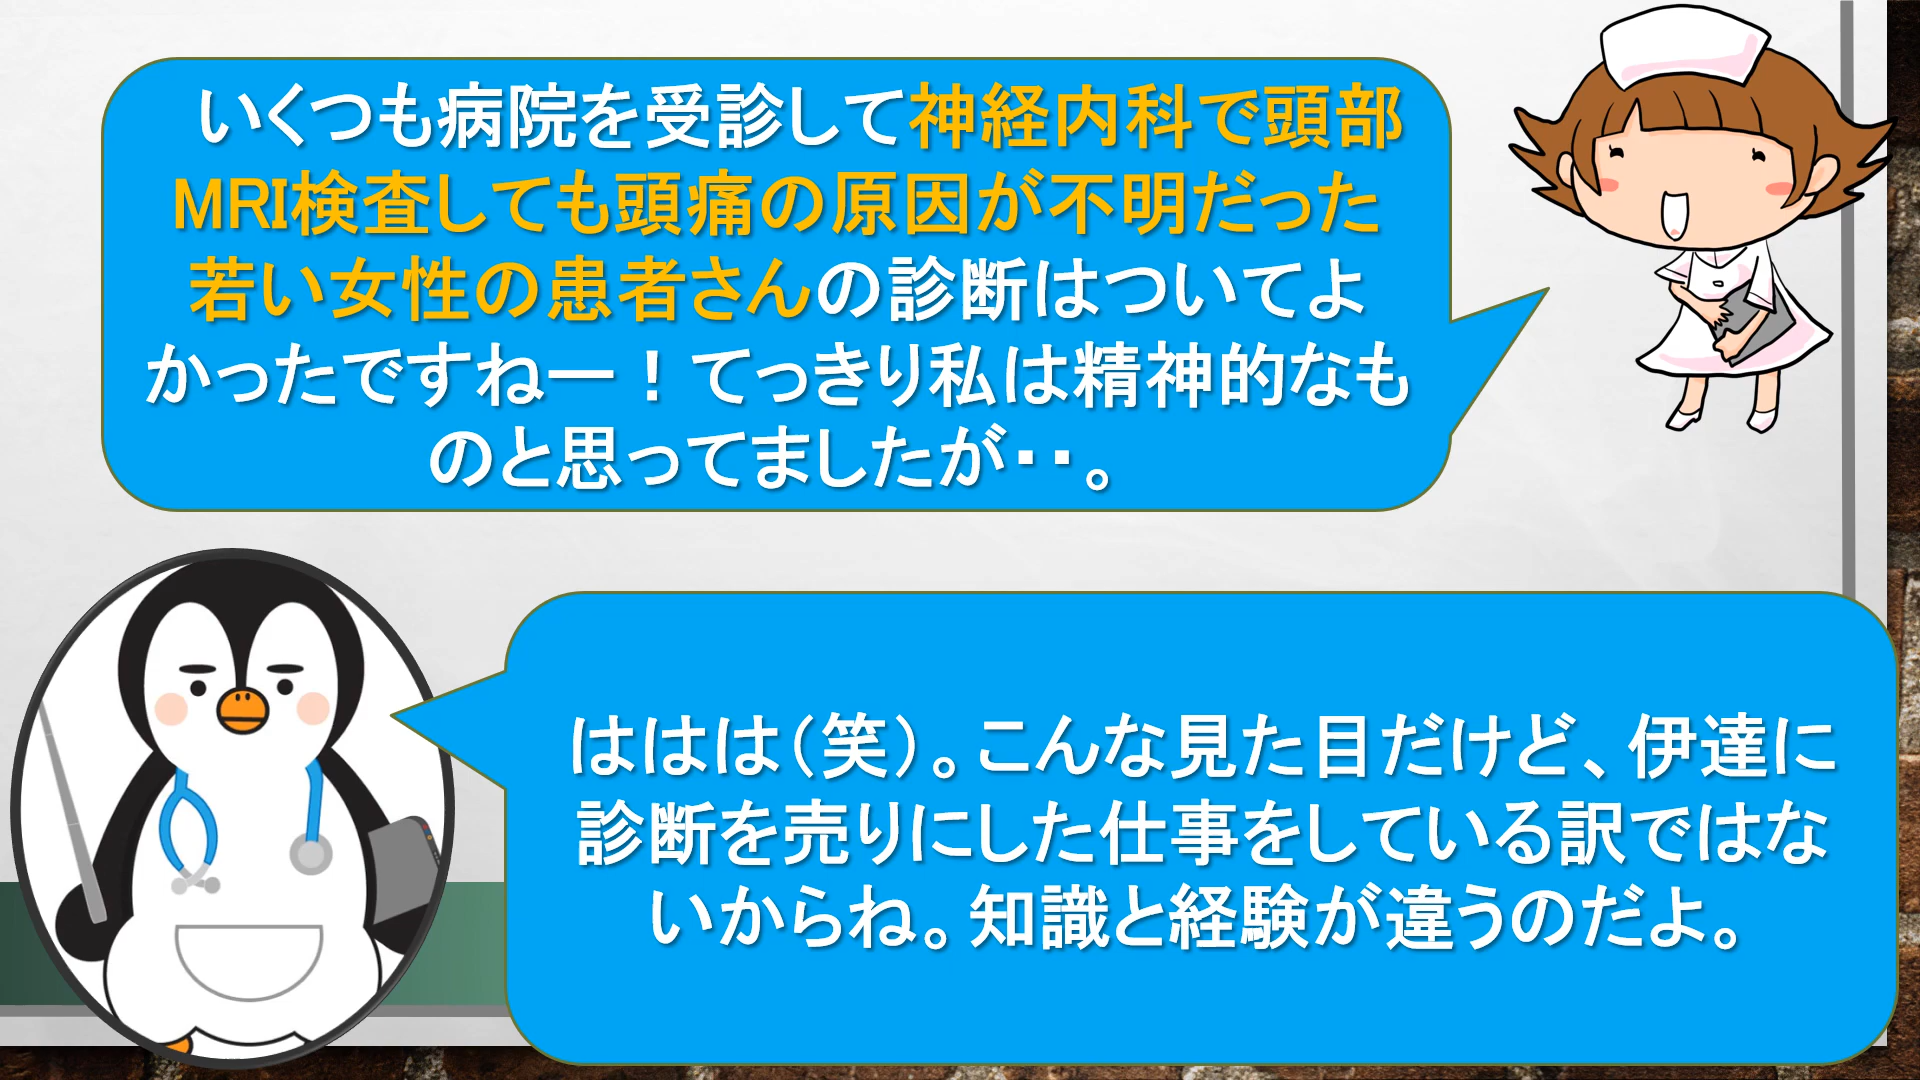 いくつも病院を受診して神経内科で頭部
MRI検査しても頭痛の原因が不明だった
若い女性の患者さんの診断はついてよ
かったですねー！てっきり私は精神的なも
のと思ってましたが・・。
ははは（笑）。こんな見た目だけど、伊達に
診断を売りにした仕事をしている訳ではな
いからね。知識と経験が違うのだよ。